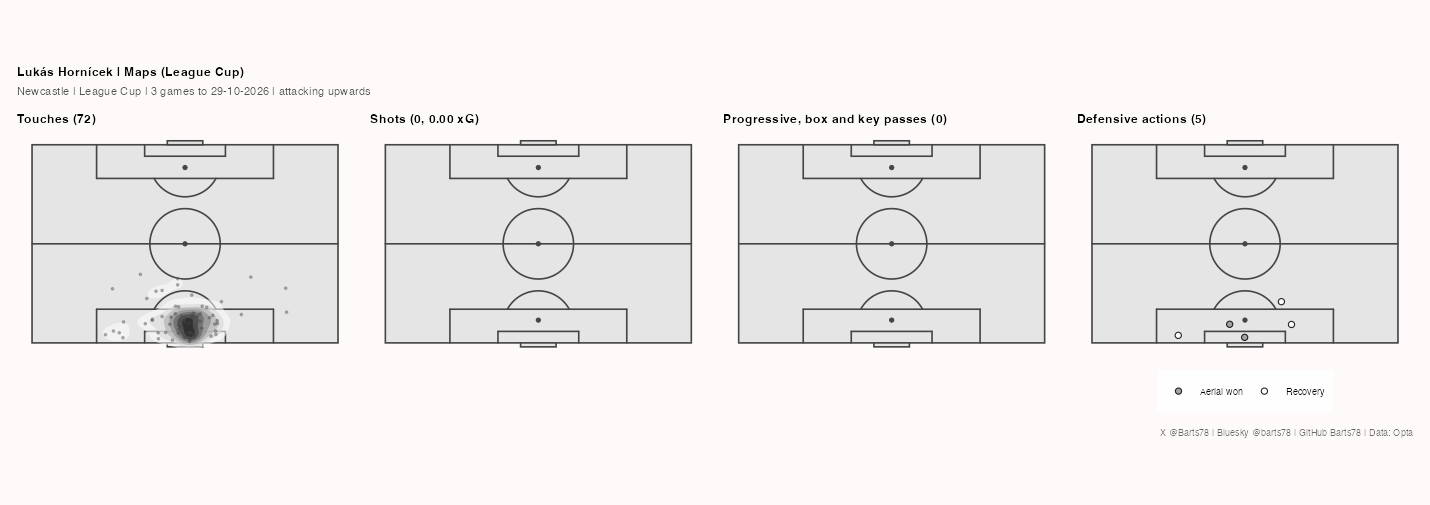 Lukás Hornícek | Maps (League Cup)
Newcastle | League Cup | 3 games to 29-10-2026 | attacking upwards
Touches (72)
Shots (0, 0.00 xG)
Progressive, box and key passes (0)
Defensive actions (5)
Aerial won
Recovery
X @Barts78 | Bluesky @barts78 | GitHub Barts78 | Data: Opta